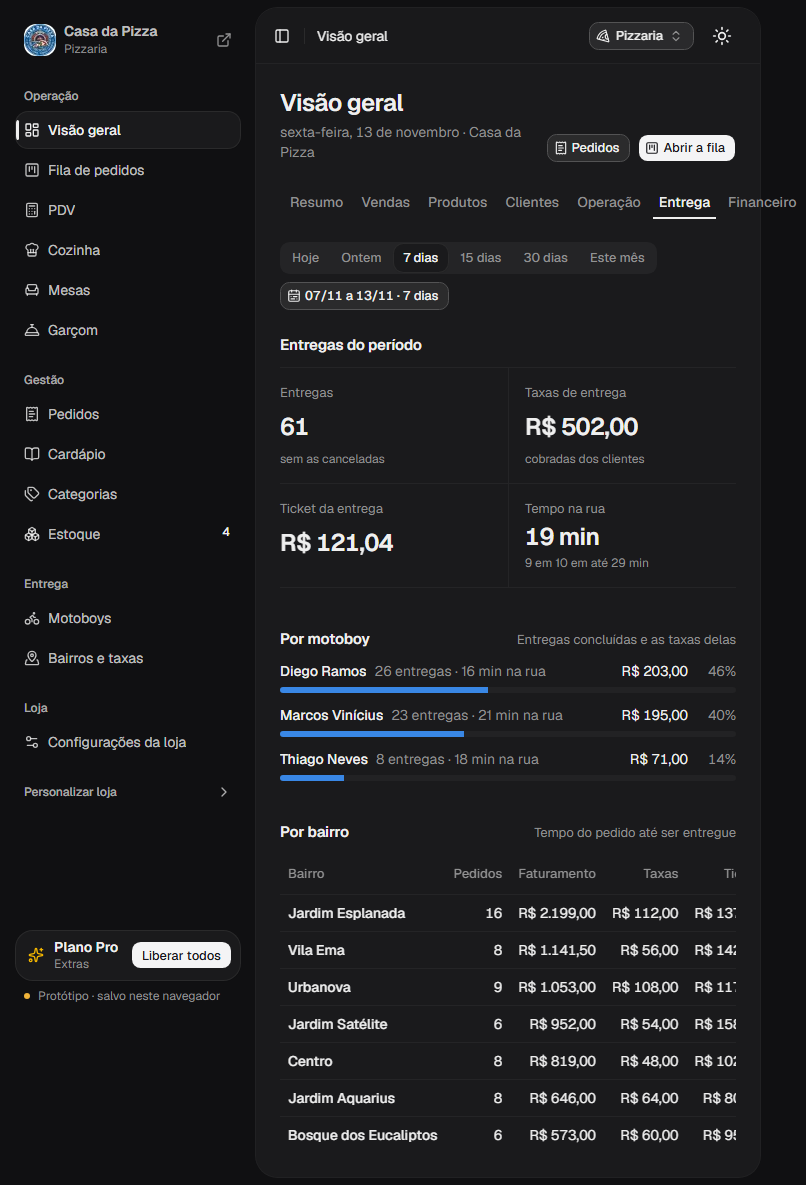 Casa da Pizza
Pizzaria
Operação
Visão geral
Fila de pedidos
PDV
Cozinha
Mesas
Garçom
Gestão
Pedidos
Cardápio
Categorias
Estoque 4
Entrega
Motoboys
Bairros e taxas
Loja
Configurações da loja
Personalizar loja
Plano Pro
Extras
Liberar todos
Protótipo · salvo neste navegador
Visão geral
Pizzaria
Visão geral
sexta-feira, 13 de novembro · Casa da
Pizza
Pedidos Abrir a fila
Resumo Vendas Produtos Clientes Operação Entrega Financeiro
Hoje Ontem 7 dias 15 dias 30 dias Este mês
07/11 a 13/11 · 7 dias
Entregas do período
Entregas
61
sem as canceladas
Taxas de entrega
R$ 502,00
cobradas dos clientes
Ticket da entrega
R$ 121,04
Tempo na rua
19 min
9 em 10 em até 29 min
Por motoboy Entregas concluídas e as taxas delas
Diego Ramos 26 entregas · 16 min na rua R$ 203,00 46%
Marcos Vinícius 23 entregas · 21 min na rua R$ 195,00 40%
Thiago Neves 8 entregas · 18 min na rua R$ 71,00 14%
Por bairro Tempo do pedido até ser entregue
Bairro Pedidos Faturamento Taxas
Jardim Esplanada 16 R$ 2.199,00 R$ 112,00 R$
Vila Ema 8 R$ 1.141,50 R$ 56,00 R$
Urbanova 9 R$ 1.053,00 R$ 108,00 R$
Jardim Satélite 6 R$ 952,00 R$ 54,00 R$
Centro 8 R$ 819,00 R$ 48,00 R$
Jardim Aquarius 8 R$ 646,00 R$ 64,00 R$
Bosque dos Eucaliptos 6 R$ 573,00 R$ 60,00 R$